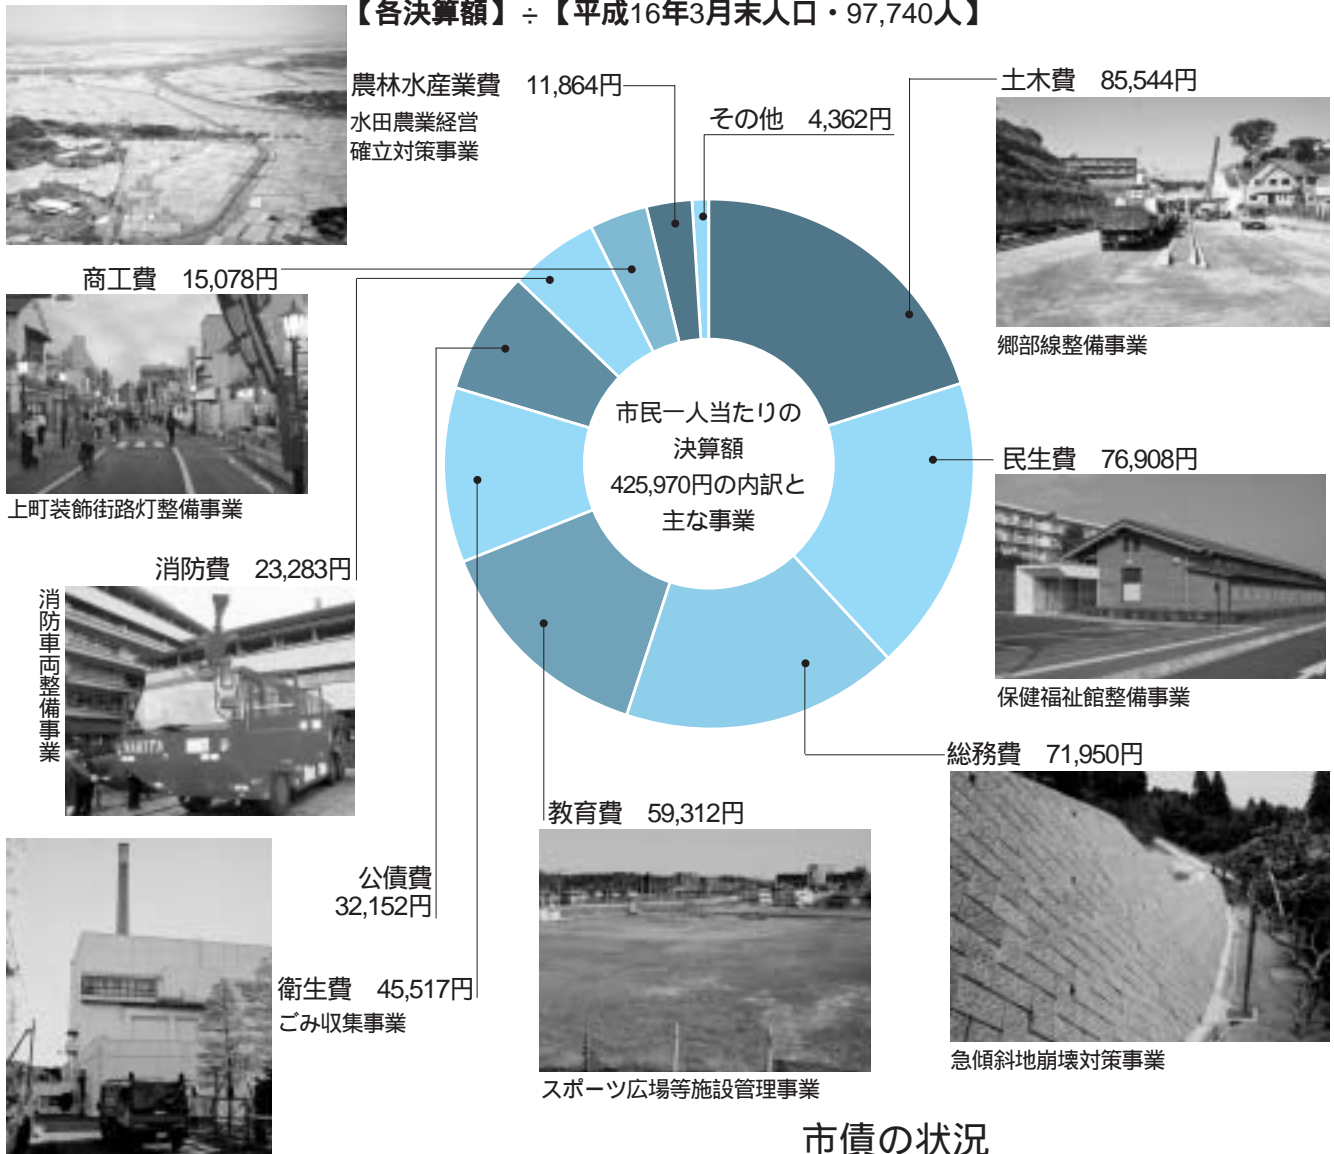 【各決算額】÷【平成16年3月末人口・97,740人】
農林水産業費　11,864円
水田農業経営
確立対策事業
その他　4,362円
土木費　85,544円
郷部線整備事業
商工費　15,078円
上町装飾街路灯整備事業
市民一人当たりの
決算額
425,970円の内訳と
主な事業
民生費　76,908円
保健福祉館整備事業
消防費　23,283円
消防車両整備事業
総務費　71,950円
急傾斜地崩壊対策事業
教育費　59,312円
スポーツ広場等施設管理事業
公債費
32,152円
衛生費　45,517円
ごみ収集事業
市債の状況